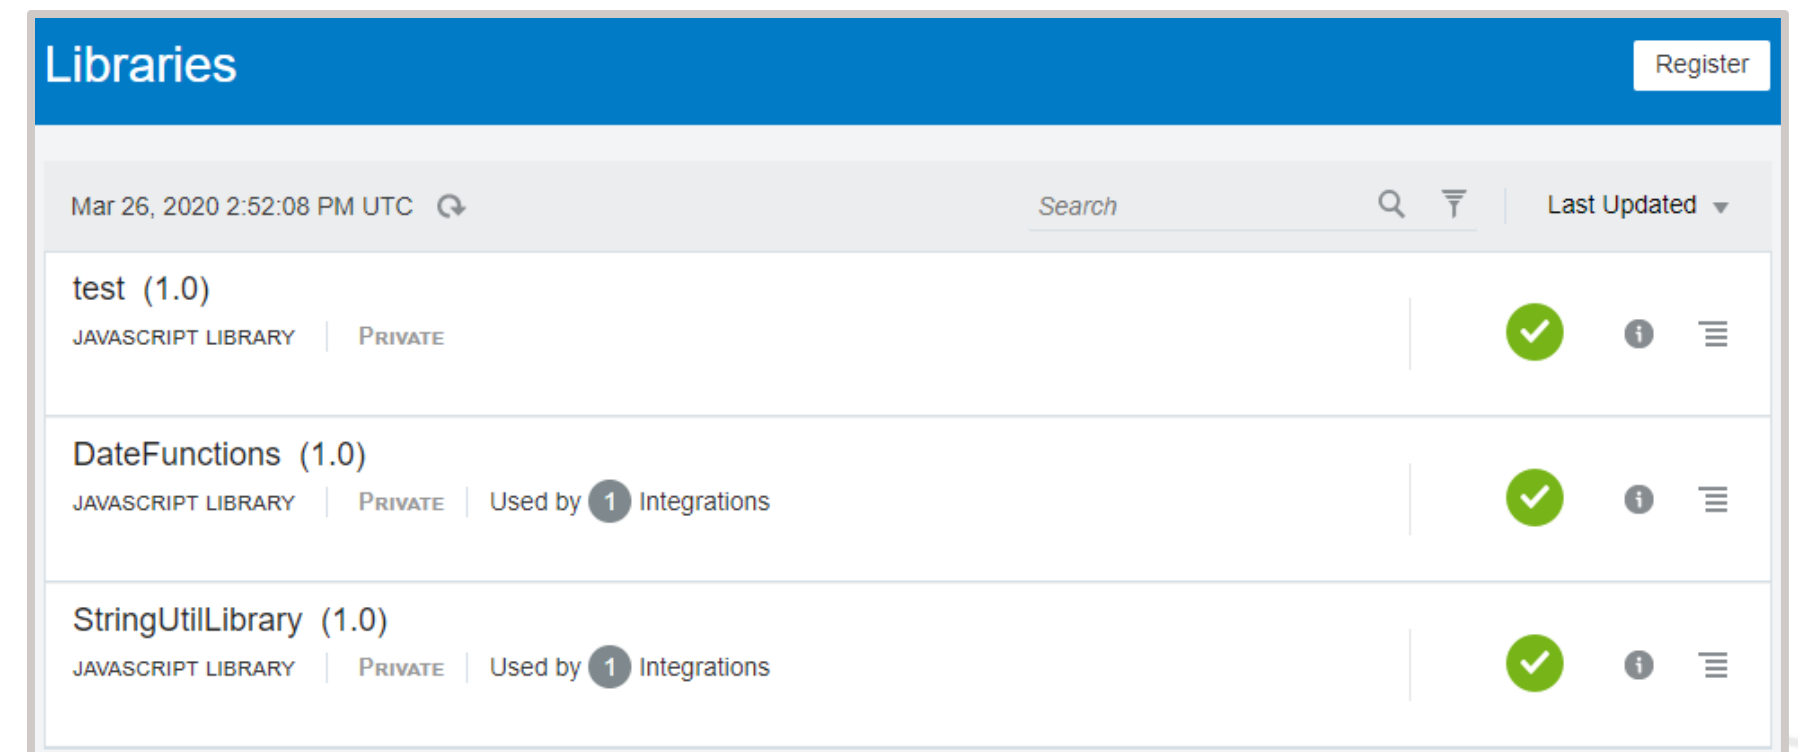 Libraries
Register
Mar 26, 2020 2:52:08 PM UTC
Search
Last Updated
test (1.0)
JAVASCRIPT LIBRARY PRIVATE
DateFunctions (1.0)
JAVASCRIPT LIBRARY PRIVATE Used by 1 Integrations
StringUtilLibrary (1.0)
JAVASCRIPT LIBRARY PRIVATE Used by 1 Integrations